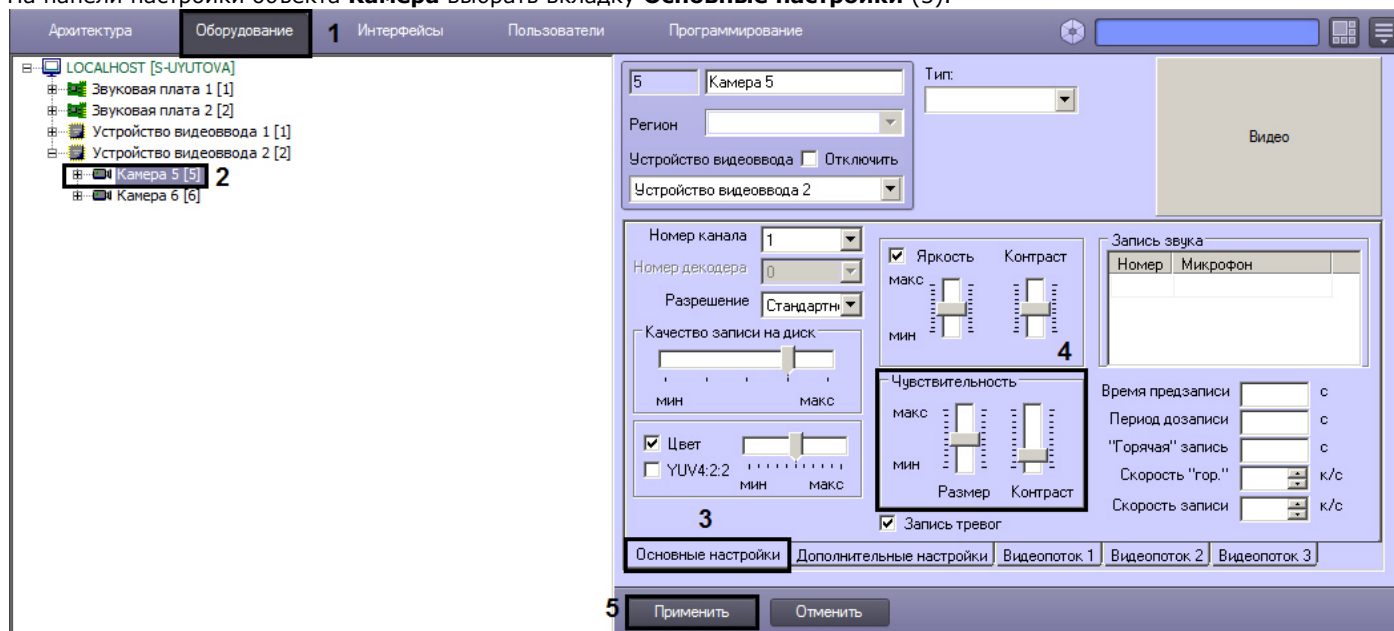 На панели настройки объекта Камера выбрать вкладку Основные настройки (3).
Архитектура Оборудование 1 Интерфейсы Пользователи Программирование
LOCALHOST [S-UYUTOVA]
Звуковая плата 1 [1]
Звуковая плата 2 [2]
Устройство видеоввода 1 [1]
Устройство видеоввода 2 [2]
Камера 5 [5] 2
Камера 6 [6]
5 Камера 5
Тип:
Регион
Устройство видеоввода Отключить
Устройство видеоввода 2
Видео
Номер канала 1
Номер декодера 0
Разрешение Стандартн
Качество записи на диск
мин макс
Цвет
YUV4:2:2
мин макс
3
Яркость Контраст
макс
мин
4
Чувствительность
макс
мин
Размер Контраст
Запись тревог
Запись звука
Номер Микрофон
Время предзаписи с
Период дозаписи с
"Горячая" запись с
Скорость "гор." к/с
Скорость записи к/с
Основные настройки Дополнительные настройки Видеопоток 1 Видеопоток 2 Видеопоток 3
5 Применить Отменить